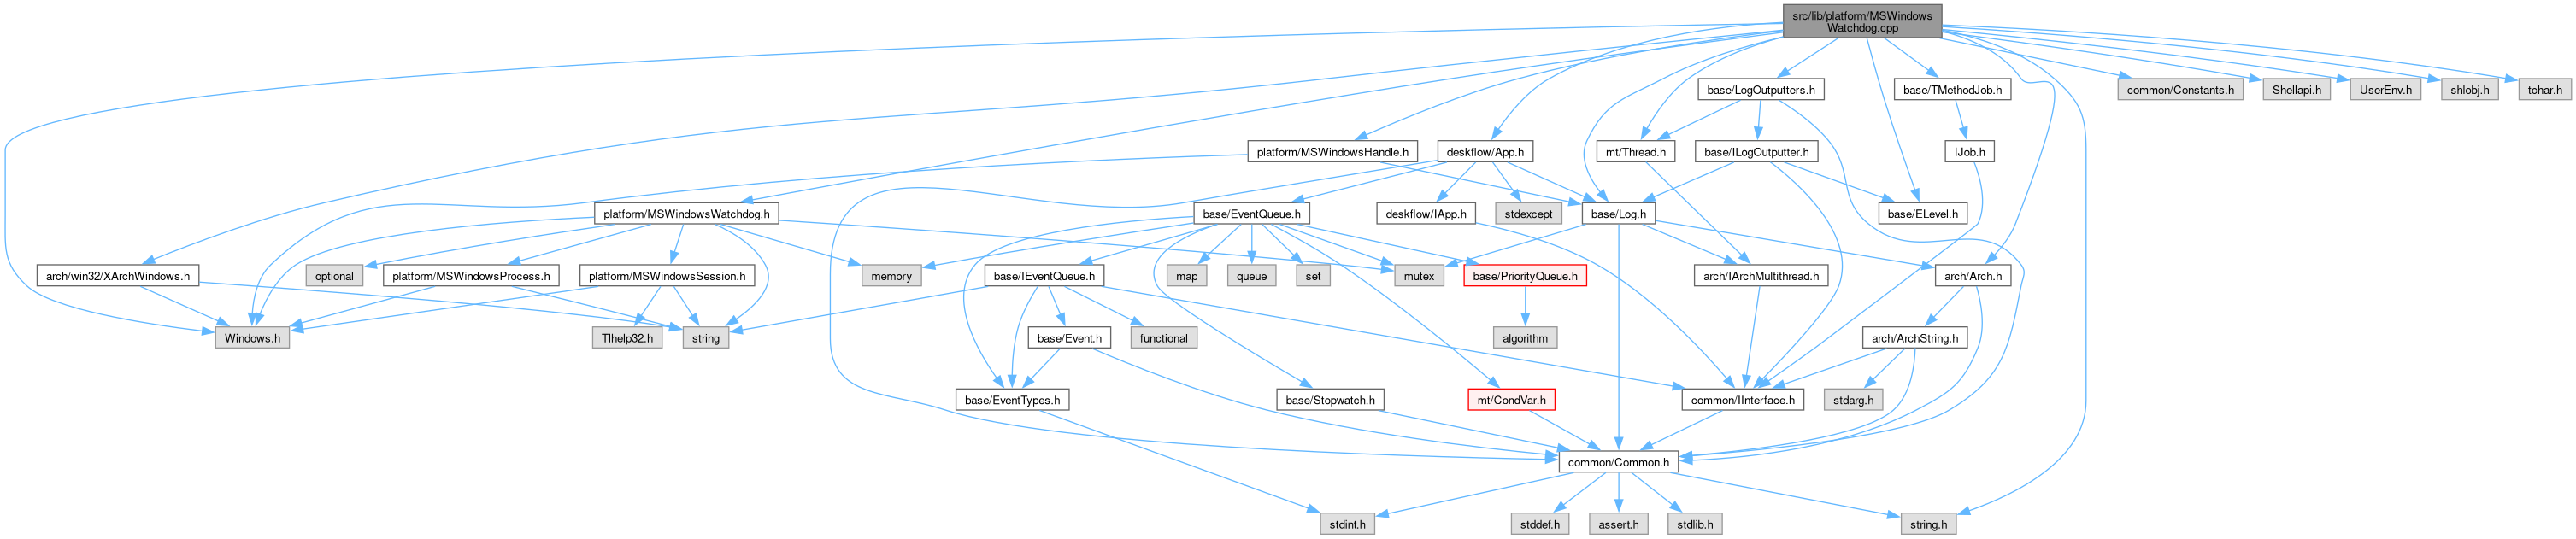 src/lib/platform/MSWindows
Watchdog.cpp
base/LogOutputters.h
base/TMethodJob.h
common/Constants.h
Shellapi.h
UserEnv.h
shlobj.h
tchar.h
platform/MSWindowsHandle.h
deskflow/App.h
mt/Thread.h
base/ILogOutputter.h
IJob.h
platform/MSWindowsWatchdog.h
base/EventQueue.h
deskflow/IApp.h
stdexcept
base/Log.h
base/ELevel.h
arch/win32/XArchWindows.h
optional
platform/MSWindowsProcess.h
platform/MSWindowsSession.h
memory
base/IEventQueue.h
map
queue
set
mutex
base/PriorityQueue.h
arch/IArchMultithread.h
arch/Arch.h
Windows.h
Tlhelp32.h
string
base/Event.h
functional
algorithm
arch/ArchString.h
base/EventTypes.h
base/Stopwatch.h
mt/CondVar.h
common/IInterface.h
stdarg.h
common/Common.h
stdint.h
stddef.h
assert.h
stdlib.h
string.h